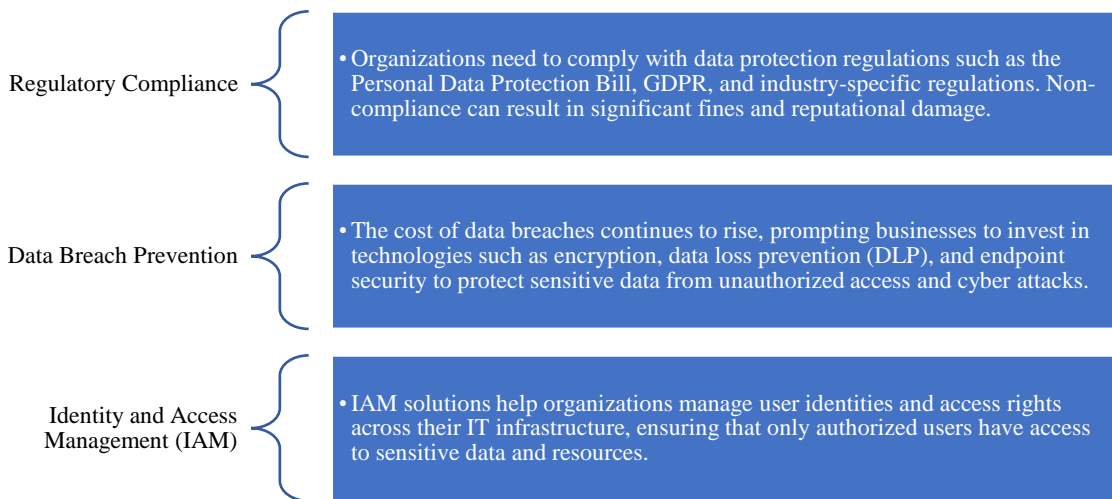 Regulatory Compliance
• Organizations need to comply with data protection regulations such as the
Personal Data Protection Bill, GDPR, and industry-specific regulations. Non-
compliance can result in significant fines and reputational damage.
Data Breach Prevention
• The cost of data breaches continues to rise, prompting businesses to invest in
technologies such as encryption, data loss prevention (DLP), and endpoint
security to protect sensitive data from unauthorized access and cyber attacks.
Identity and Access
Management (IAM)
• IAM solutions help organizations manage user identities and access rights
across their IT infrastructure, ensuring that only authorized users have access
to sensitive data and resources.